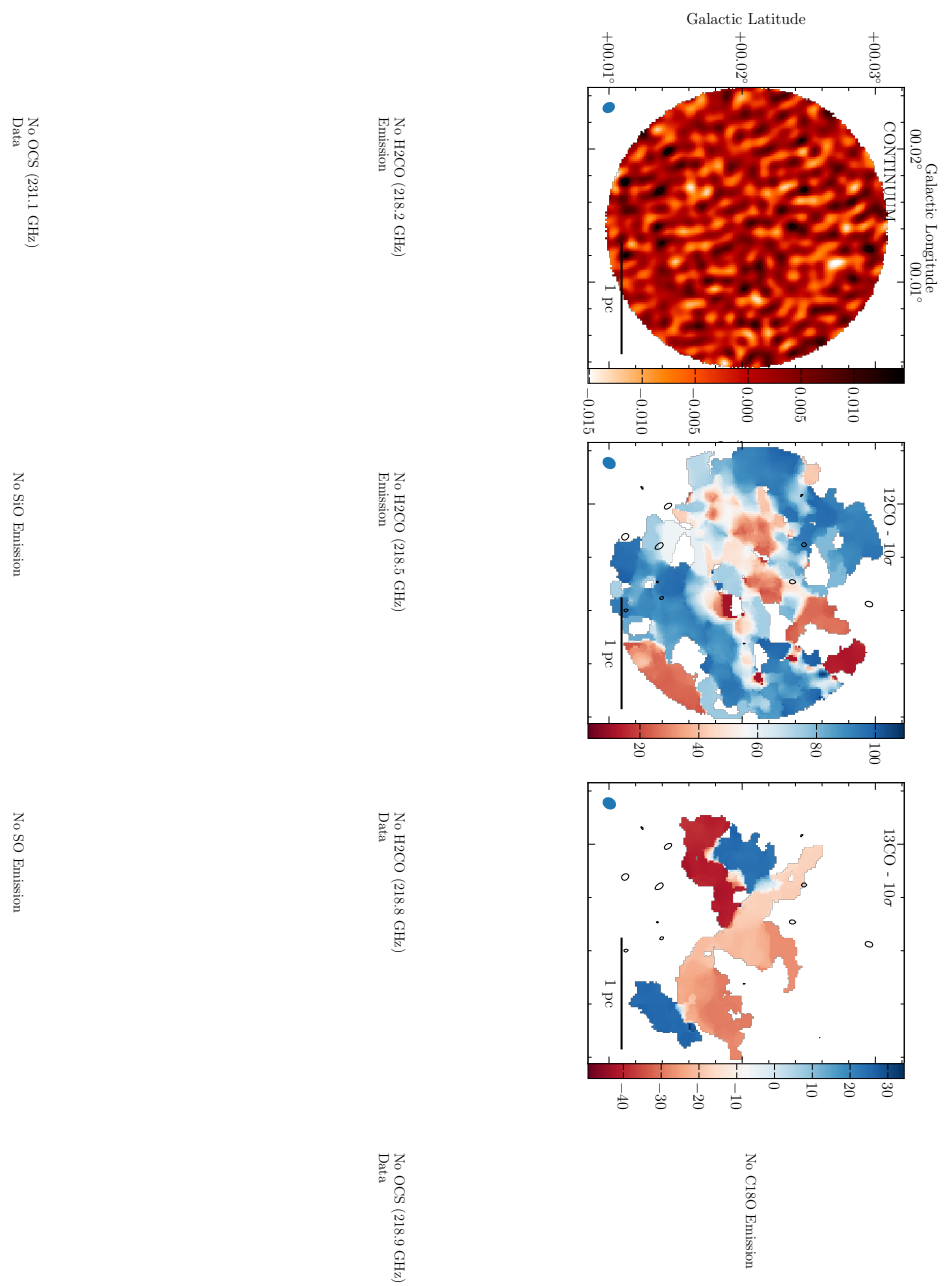 Galactic Latitude
+00.01°
+00.02°
+00.03°
Galactic Longitude
00.02°
00.01°
CONTINUUM
1 pc
−0.015
−0.010
−0.005
0.000
0.005
0.010
12CO - 10σ
1 pc
20
40
60
80
100
13CO - 10σ
1 pc
−40
−30
−20
−10
0
10
20
30
No C18O Emission
No H2CO (218.2 GHz)
Emission
No H2CO (218.5 GHz)
Emission
No H2CO (218.8 GHz)
Data
No OCS (218.9 GHz)
Data
No OCS (231.1 GHz)
Data
No SiO Emission
No SO Emission